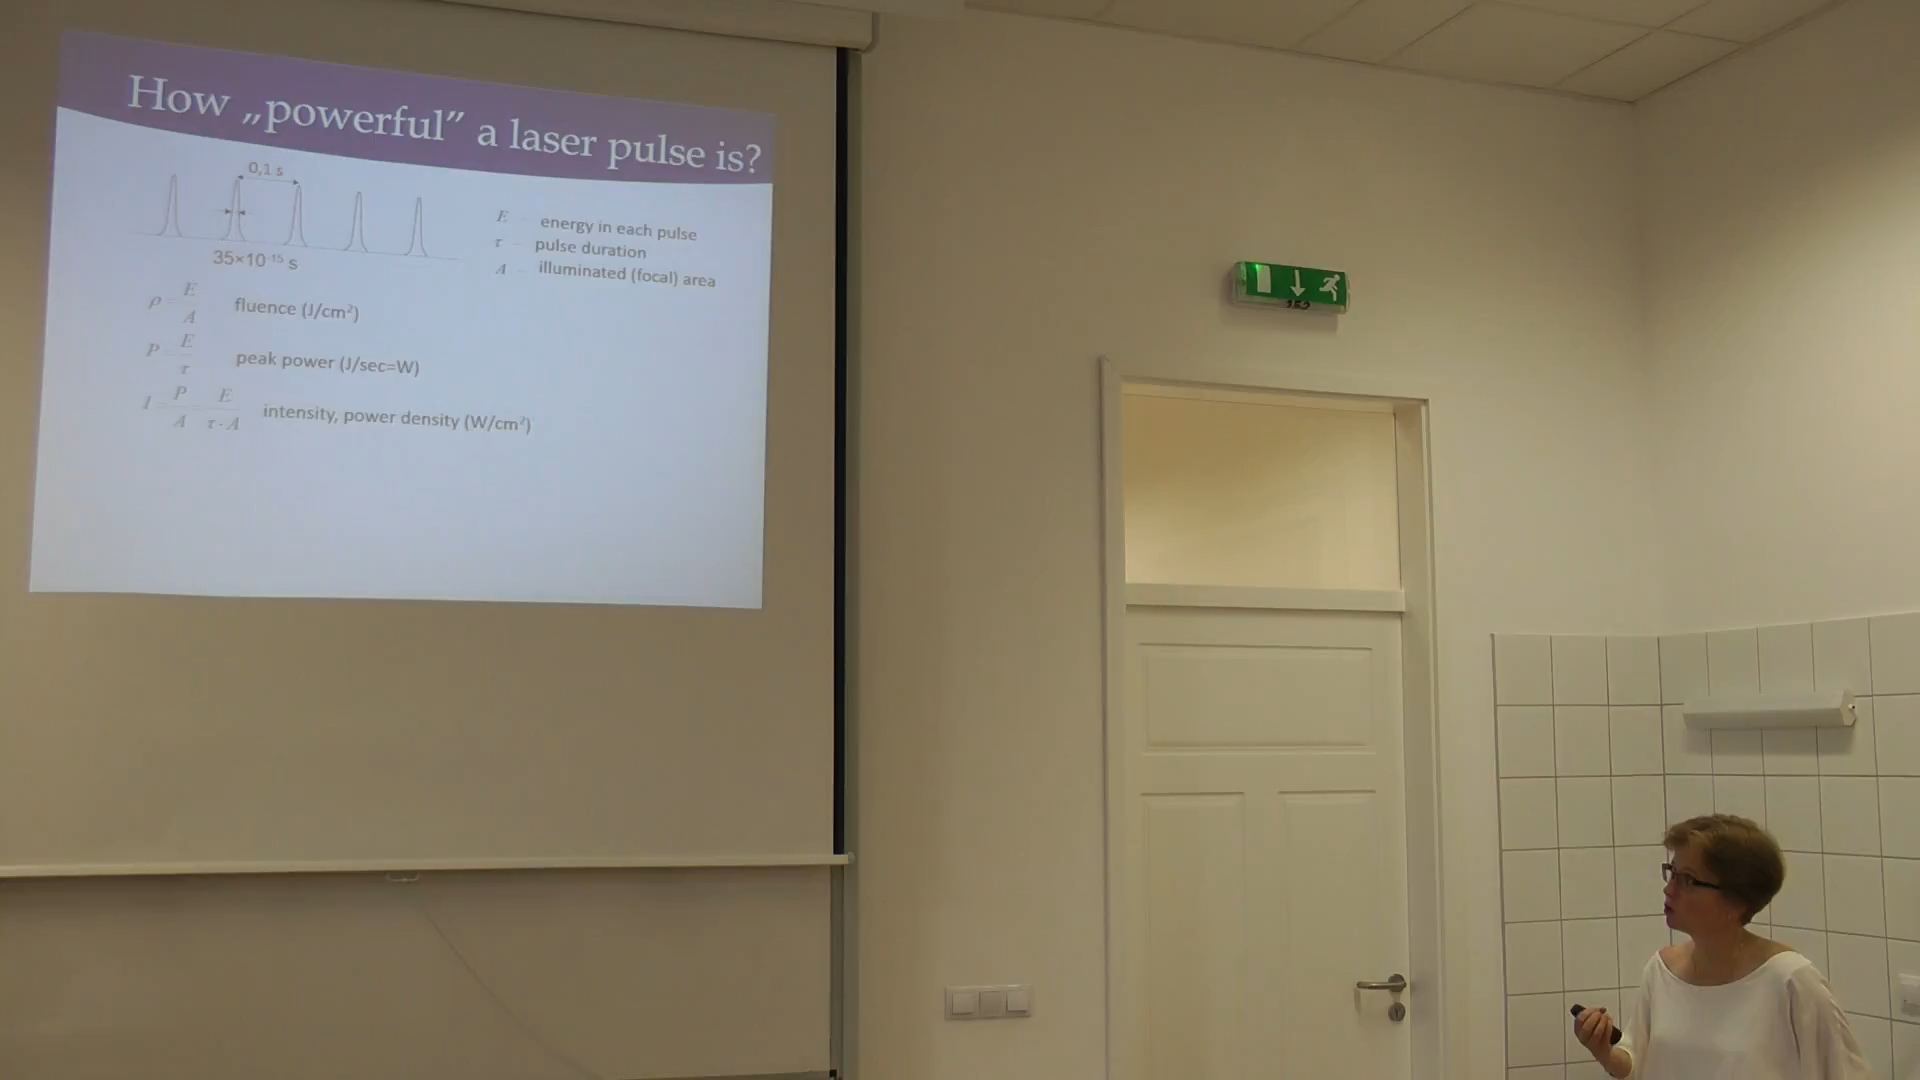 How „powerful” a laser pulse is?
0,1 s
35×10⁻¹⁵ s
E – energy in each pulse
τ – pulse duration
A – illuminated (focal) area
ρ = E/A fluence (J/cm²)
P = E/τ peak power (J/sec=W)
I = P/A = E/τ·A intensity, power density (W/cm²)